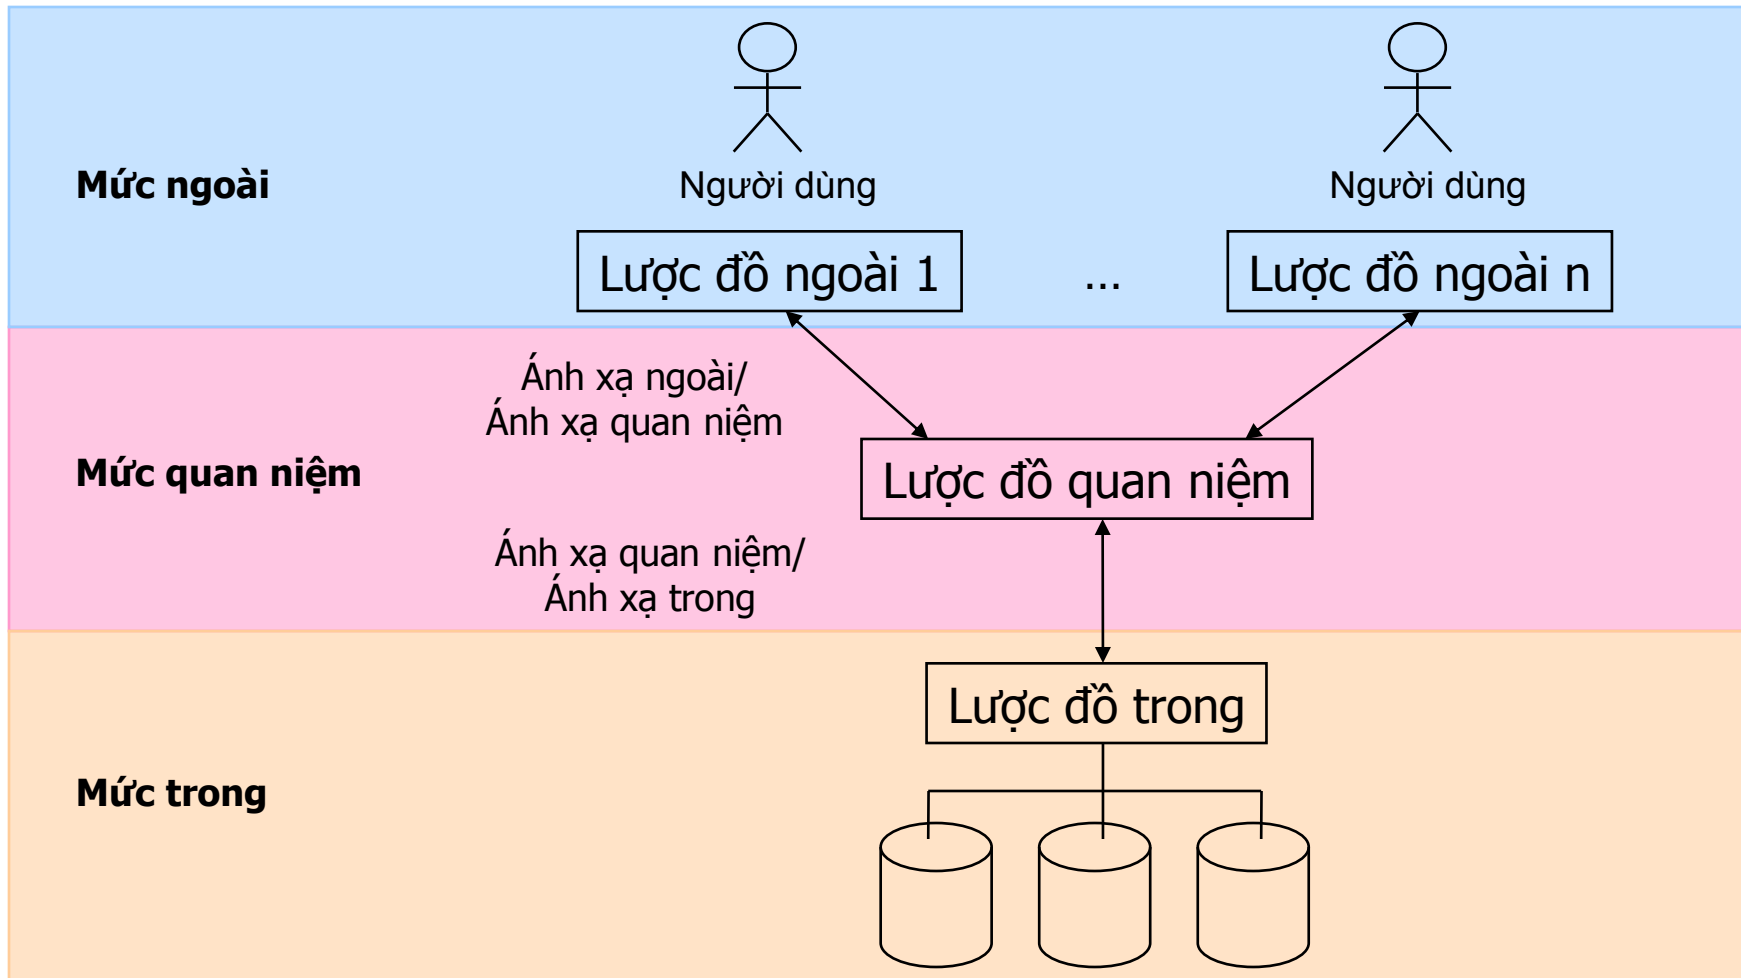 Mức ngoài
Người dùng
Người dùng
Lược đồ ngoài 1
...
Lược đồ ngoài n
Ánh xạ ngoài/
Ánh xạ quan niệm
Mức quan niệm
Lược đồ quan niệm
Ánh xạ quan niệm/
Ánh xạ trong
Lược đồ trong
Mức trong